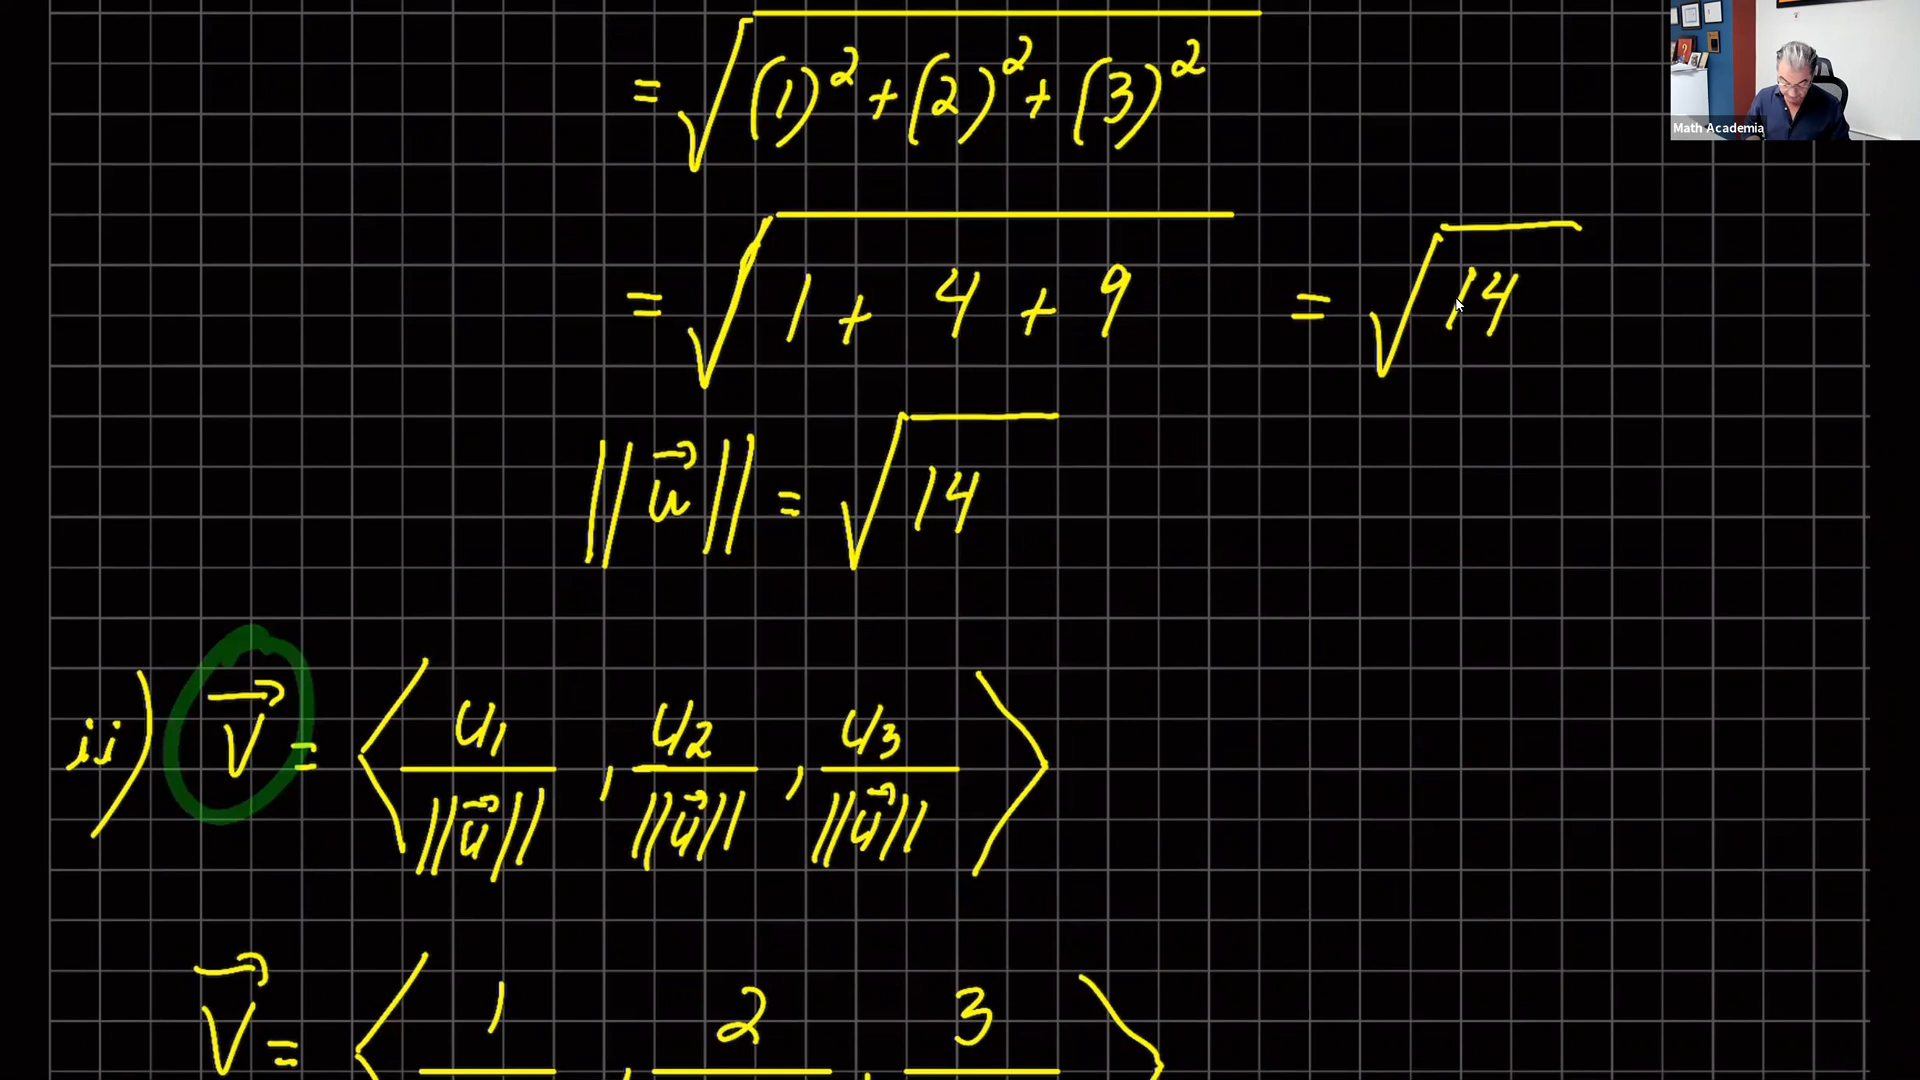 = √(1)² + (2)² + (3)²
Math Academia
= √1 + 4 + 9 = √14
||u⃗|| = √14
ii) V⃗ = ⟨ u₁/||u⃗|| , u₂/||u⃗|| , u₃/||u⃗|| ⟩
V⃗ = ⟨ 1 , 2 , 3 ⟩